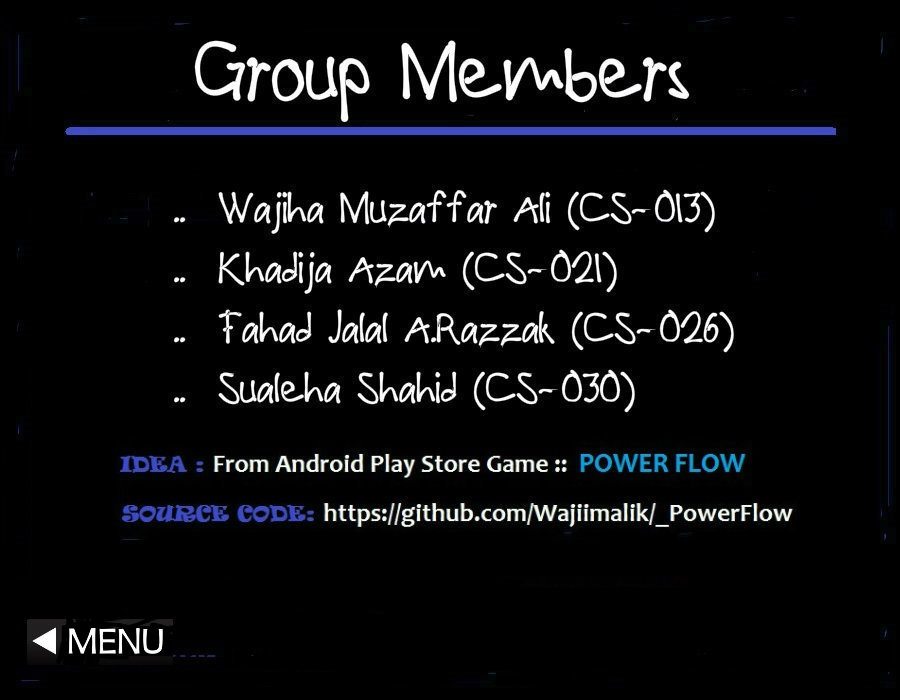 Group Members
.. Wajiha Muzaffar Ali (CS-013)
.. Khadija Azam (CS-021)
.. Fahad Jalal A.Razzak (CS-026)
.. Sualeha Shahid (CS-030)
IDEA : From Android Play Store Game :: POWER FLOW
SOURCE CODE: https://github.com/Wajiimalik/_PowerFlow
◀ MENU